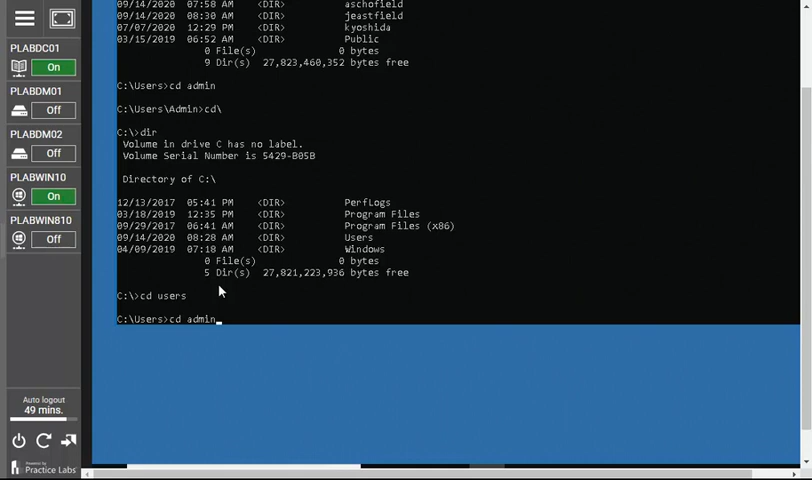 PLABDC01
On
PLABDM01
Off
PLABDM02
Off
PLABWIN10
On
PLABWIN810
Off
Auto logout
49 mins.
Powered by
Practice Labs
09/14/2020 07:58 AM <DIR> aschofield
09/14/2020 08:30 AM <DIR> jeastfield
07/07/2020 12:29 PM <DIR> kyoshida
03/15/2019 06:52 AM <DIR> Public
0 File(s) 0 bytes
9 Dir(s) 27,823,460,352 bytes free
C:\Users>cd admin
C:\Users\Admin>cd\
C:\>dir
Volume in drive C has no label.
Volume Serial Number is 5429-B05B
Directory of C:\
12/13/2017 05:41 PM <DIR> PerfLogs
03/18/2019 12:35 PM <DIR> Program Files
09/29/2017 06:41 AM <DIR> Program Files (x86)
09/14/2020 08:28 AM <DIR> Users
04/09/2019 07:18 AM <DIR> Windows
0 File(s) 0 bytes
5 Dir(s) 27,821,223,936 bytes free
C:\>cd users
C:\Users>cd admin